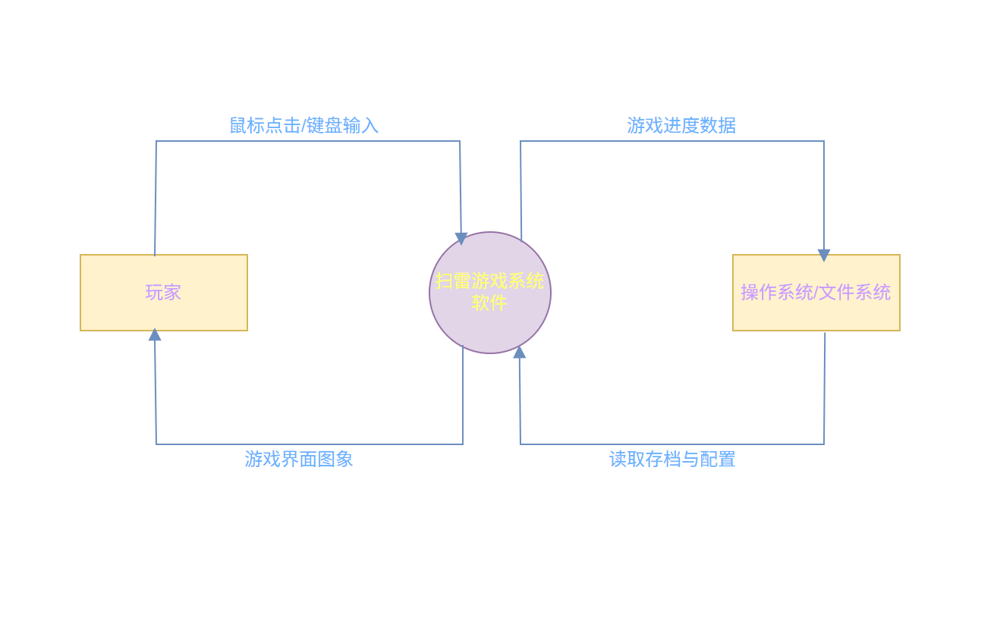 鼠标点击/键盘输入
游戏进度数据
玩家
扫雷游戏系统
软件
操作系统/文件系统
游戏界面图象
读取存档与配置